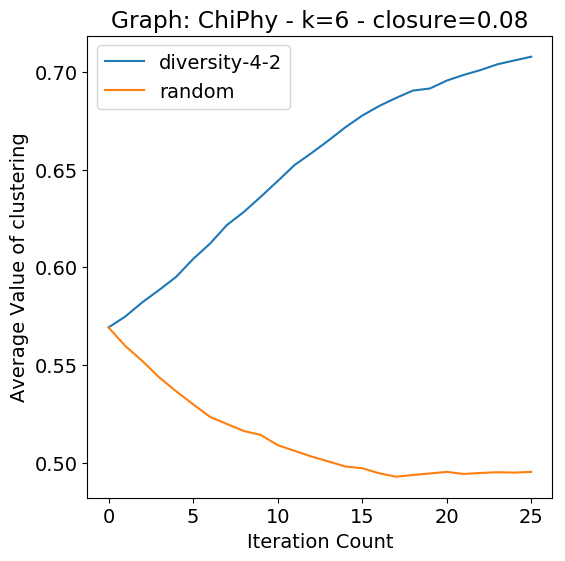 Graph: ChiPhy - k=6 - closure=0.08
diversity-4-2
random
Average Value of clustering
0.70
0.65
0.60
0.55
0.50
0 5 10 15 20 25
Iteration Count